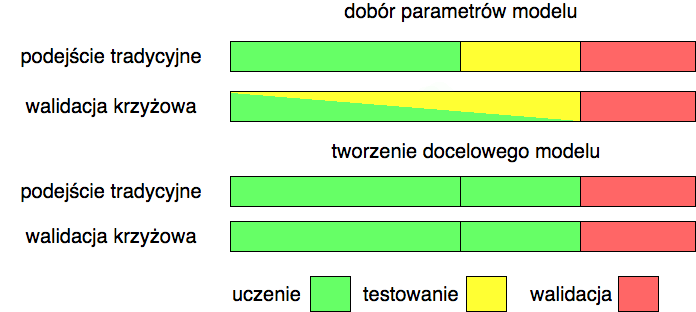 dobór parametrów modelu
podejście tradycyjne
walidacja krzyżowa
tworzenie docelowego modelu
podejście tradycyjne
walidacja krzyżowa
uczenie testowanie walidacja